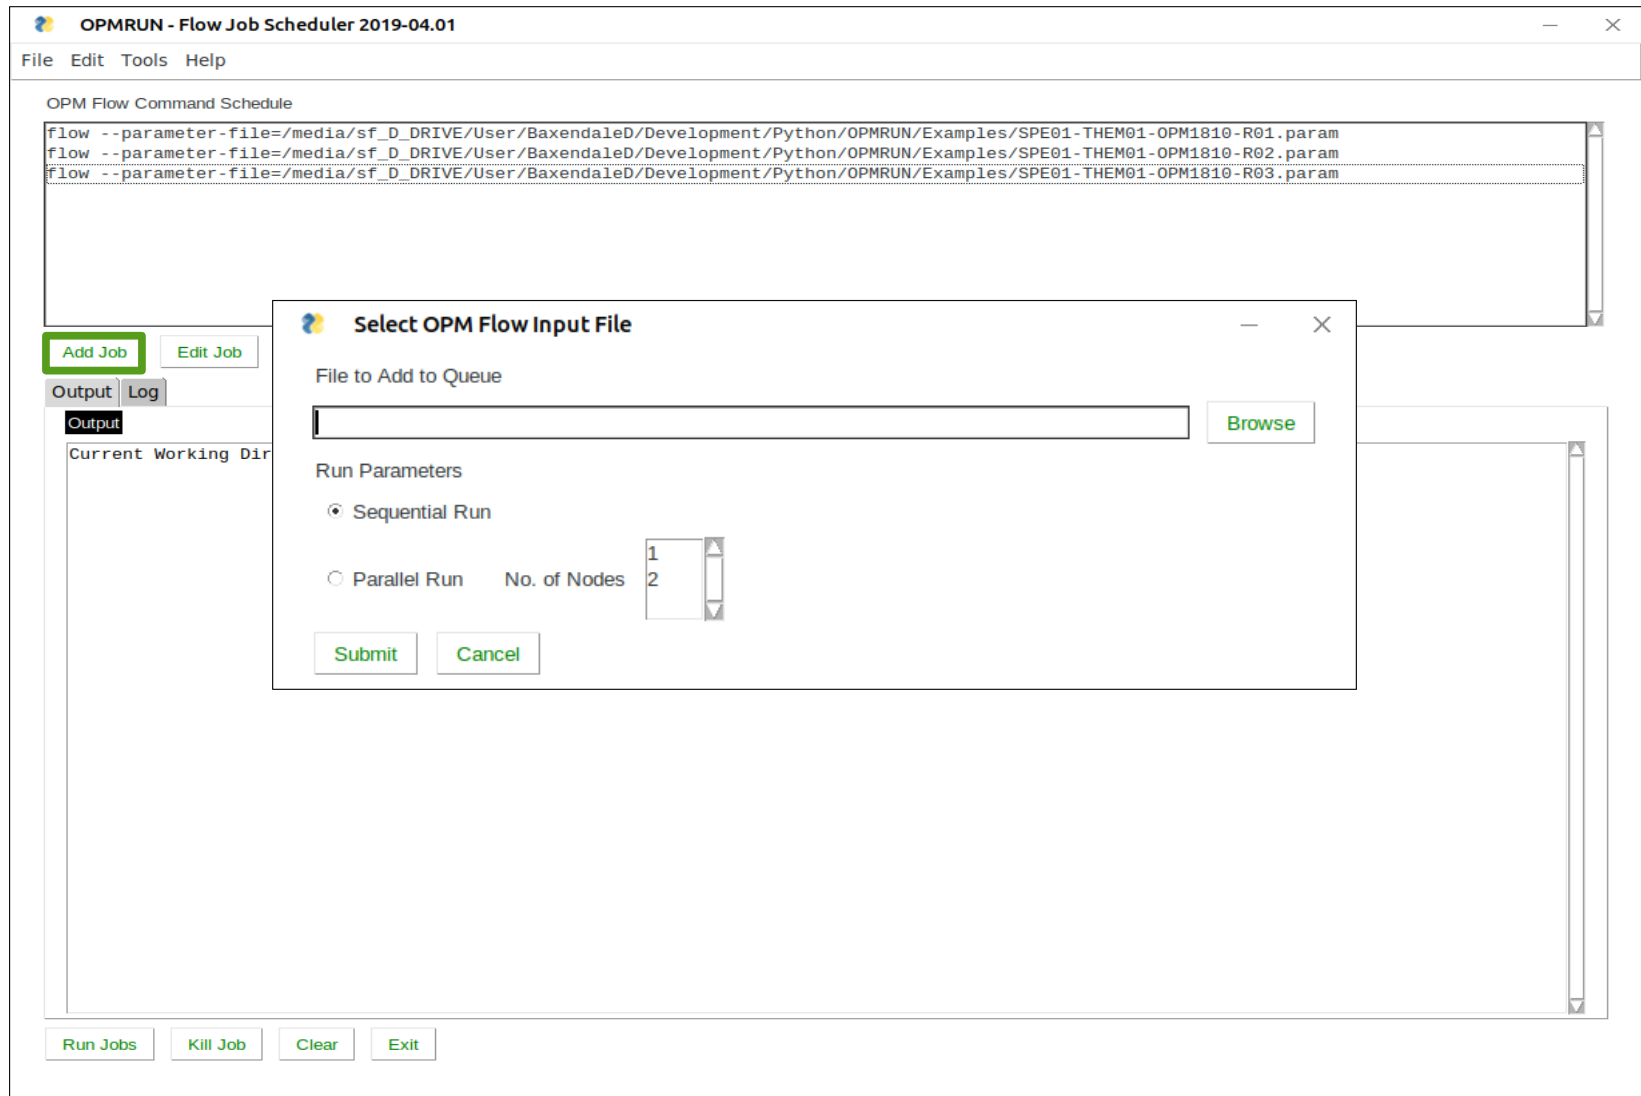 OPMRUN - Flow Job Scheduler 2019-04.01
File Edit Tools Help
OPM Flow Command Schedule
flow --parameter-file=/media/sf_D_DRIVE/User/BaxendaleD/Development/Python/OPMRUN/Examples/SPE01-THEM01-OPM1810-R01.param
flow --parameter-file=/media/sf_D_DRIVE/User/BaxendaleD/Development/Python/OPMRUN/Examples/SPE01-THEM01-OPM1810-R02.param
flow --parameter-file=/media/sf_D_DRIVE/User/BaxendaleD/Development/Python/OPMRUN/Examples/SPE01-THEM01-OPM1810-R03.param
Add Job Edit Job
Output Log
Output
Current Working Dir
Select OPM Flow Input File
File to Add to Queue
Browse
Run Parameters
Sequential Run
1
Parallel Run No. of Nodes 2
Submit Cancel
Run Jobs Kill Job Clear Exit